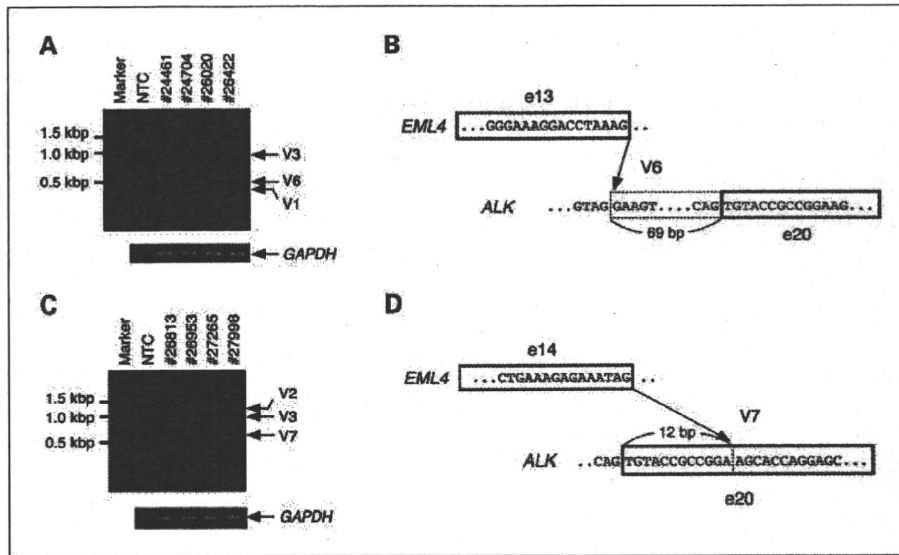 A
Marker
NTC
#24461
#24704
#26020
#26422
1.5 kbp
1.0 kbp
0.5 kbp
V3
V6
V1
GAPDH
B
e13
EML4 ...GGGAAAGGACCTAAAG ..
V6
ALK ...GTAG GAAGT....CAG TGTACCGCCGGAAG...
69 bp
e20
C
Marker
NTC
#26813
#26953
#27265
#27998
1.5 kbp
1.0 kbp
0.5 kbp
V2
V3
V7
GAPDH
D
e14
EML4 ...CTGAAAGAGAAATAG ..
V7
12 bp
ALK ..CAG TGTACCGCCGGA AGCACCAGGAGC...
e20